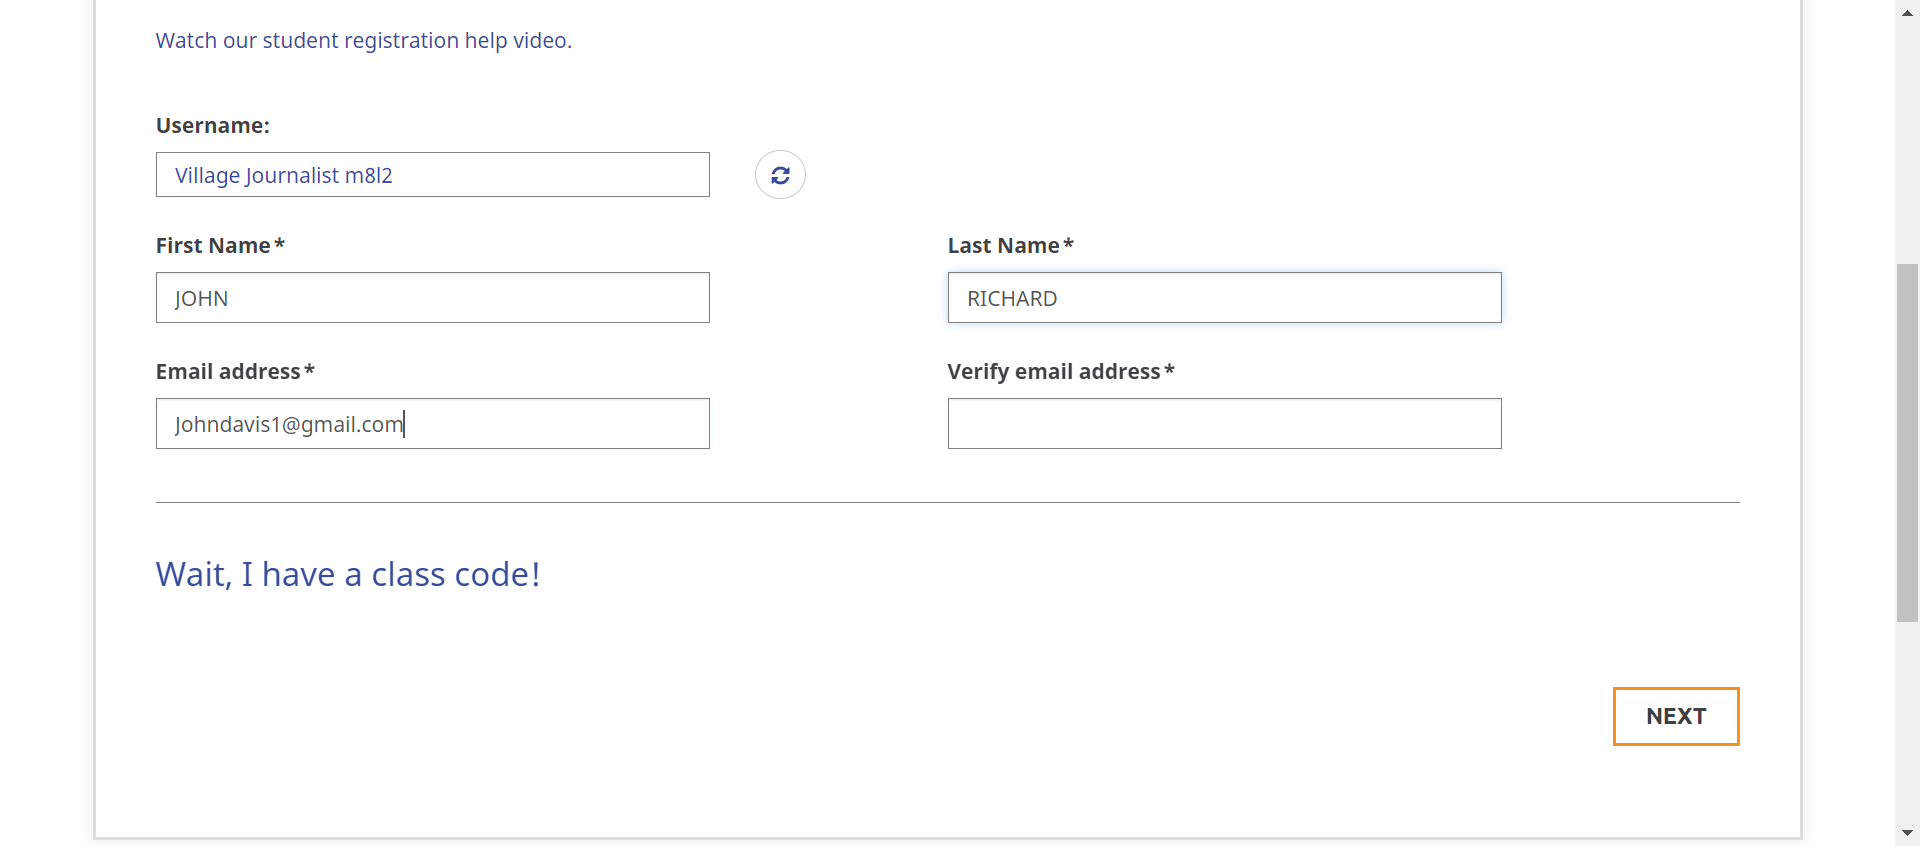 Watch our student registration help video.
Username:
Village Journalist m8l2
First Name*
Last Name*
JOHN
RICHARD
Email address*
Verify email address*
Johndavis1@gmail.com
Wait, I have a class code!
NEXT